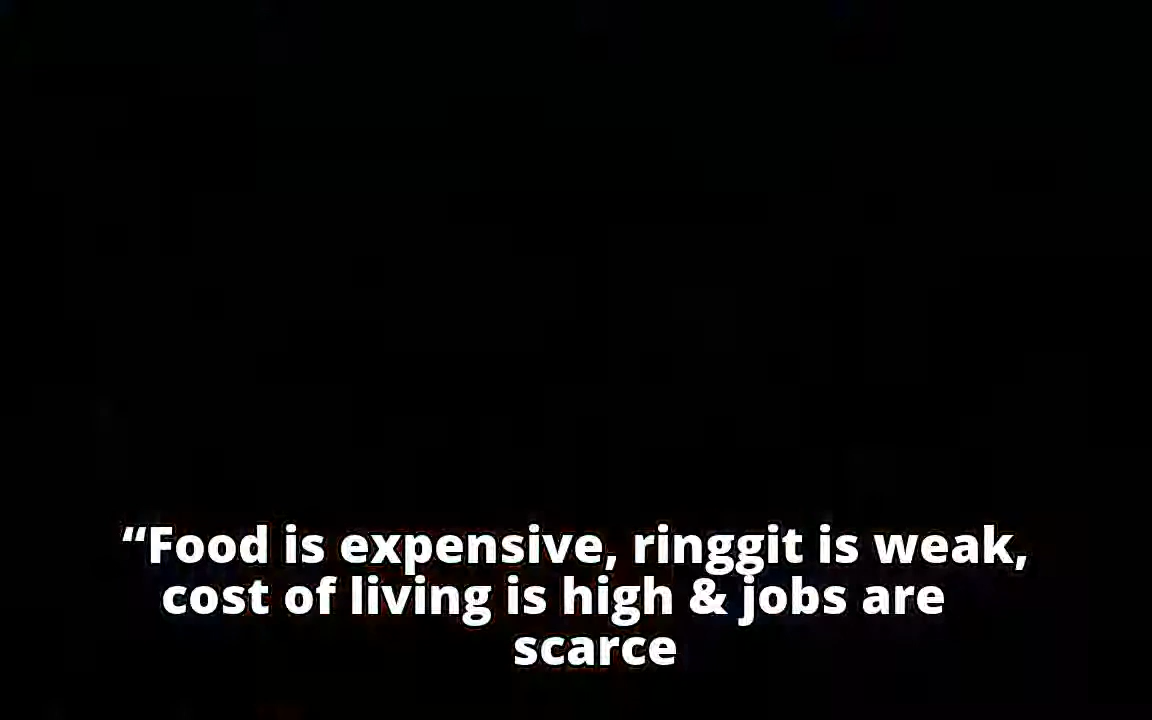 “Food is expensive, ringgit is weak,
cost of living is high & jobs are
scarce